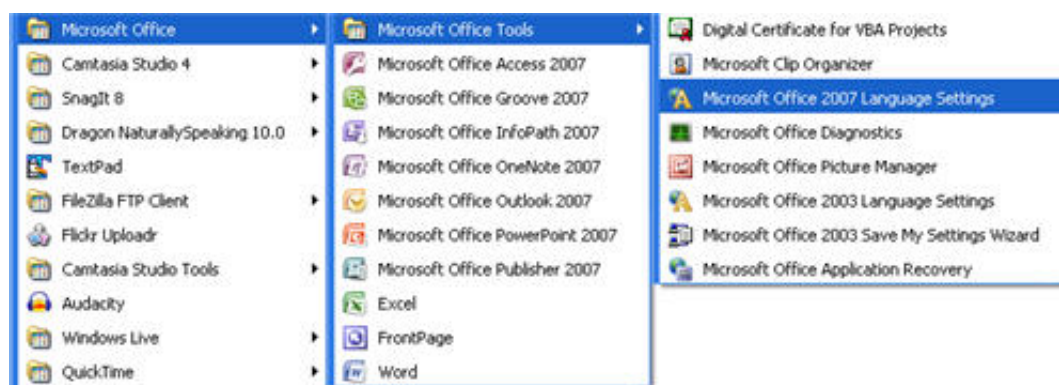 Microsoft Office
Camtasia Studio 4
SnagIt 8
Dragon NaturallySpeaking 10.0
TextPad
FileZilla FTP Client
Flickr Uploadr
Camtasia Studio Tools
Audacity
Windows Live
QuickTime
Microsoft Office Tools
Microsoft Office Access 2007
Microsoft Office Groove 2007
Microsoft Office InfoPath 2007
Microsoft Office OneNote 2007
Microsoft Office Outlook 2007
Microsoft Office PowerPoint 2007
Microsoft Office Publisher 2007
Excel
FrontPage
Word
Digital Certificate for VBA Projects
Microsoft Clip Organizer
Microsoft Office 2007 Language Settings
Microsoft Office Diagnostics
Microsoft Office Picture Manager
Microsoft Office 2003 Language Settings
Microsoft Office 2003 Save My Settings Wizard
Microsoft Office Application Recovery